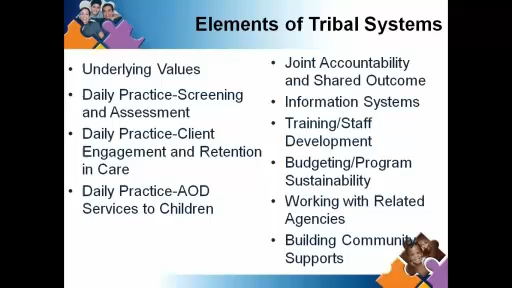 Elements of Tribal Systems
• Underlying Values
• Daily Practice-Screening
and Assessment
• Daily Practice-Client
Engagement and Retention
in Care
• Daily Practice-AOD
Services to Children
• Joint Accountability
and Shared Outcome
• Information Systems
• Training/Staff
Development
• Budgeting/Program
Sustainability
• Working with Related
Agencies
• Building Community
Supports